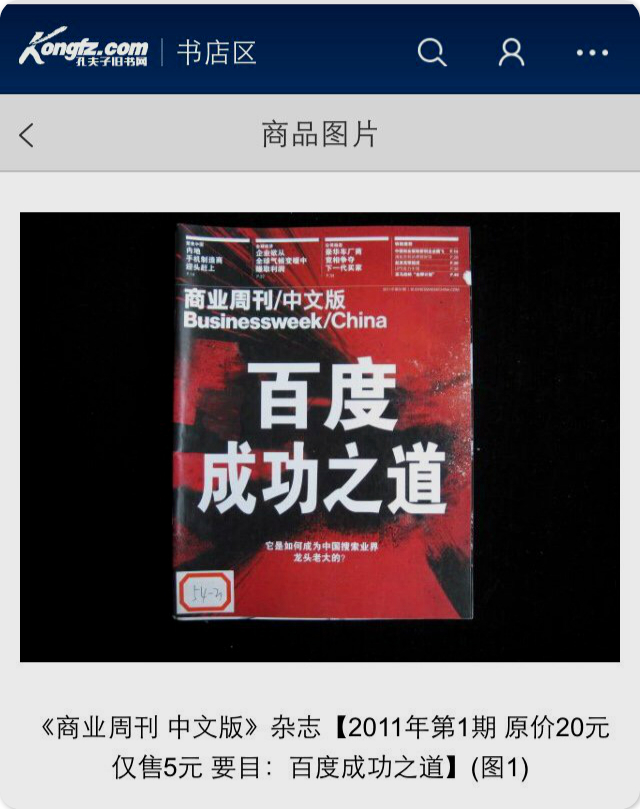 Kongfz.com
孔夫子旧书网
书店区
商品图片
内地
手机制造商
迎头赶上
企业欲从
全球气候变暖中
赚取利润
豪华车厂商
竞相争夺
下一代买家
商业周刊/中文版
Businessweek/China
百度
成功之道
它是如何成为中国搜索业界
龙头老大的?
《商业周刊 中文版》杂志【2011年第1期 原价20元
仅售5元 要目：百度成功之道】(图1)